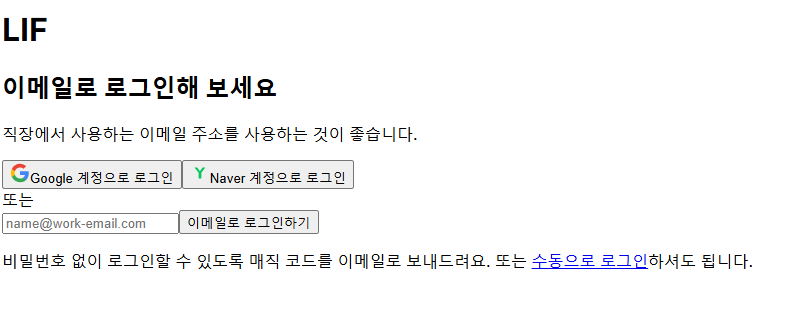 LIF
이메일로 로그인해 보세요
직장에서 사용하는 이메일 주소를 사용하는 것이 좋습니다.
Google 계정으로 로그인 Naver 계정으로 로그인
또는
name@work-email.com 이메일로 로그인하기
비밀번호 없이 로그인할 수 있도록 매직 코드를 이메일로 보내드려요. 또는 수동으로 로그인하셔도 됩니다.